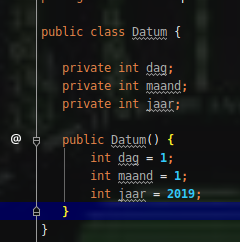 public class Datum {
private int dag;
private int maand;
private int jaar;
@ public Datum() {
int dag = 1;
int maand = 1;
int jaar = 2019;
}
}